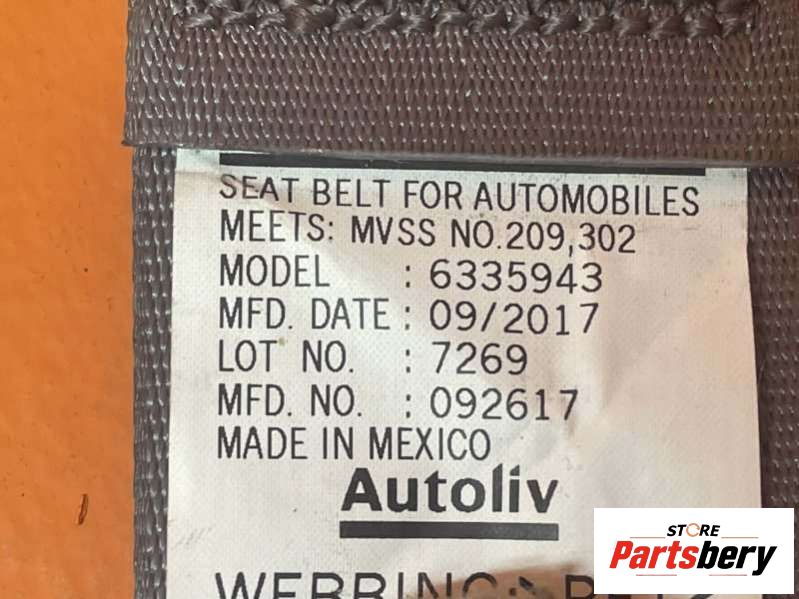 SEAT BELT FOR AUTOMOBILES
MEETS: MVSS NO.209,302
MODEL : 6335943
MFD. DATE : 09/2017
LOT NO. : 7269
MFD. NO. : 092617
MADE IN MEXICO
Autoliv
STORE
Partsbery